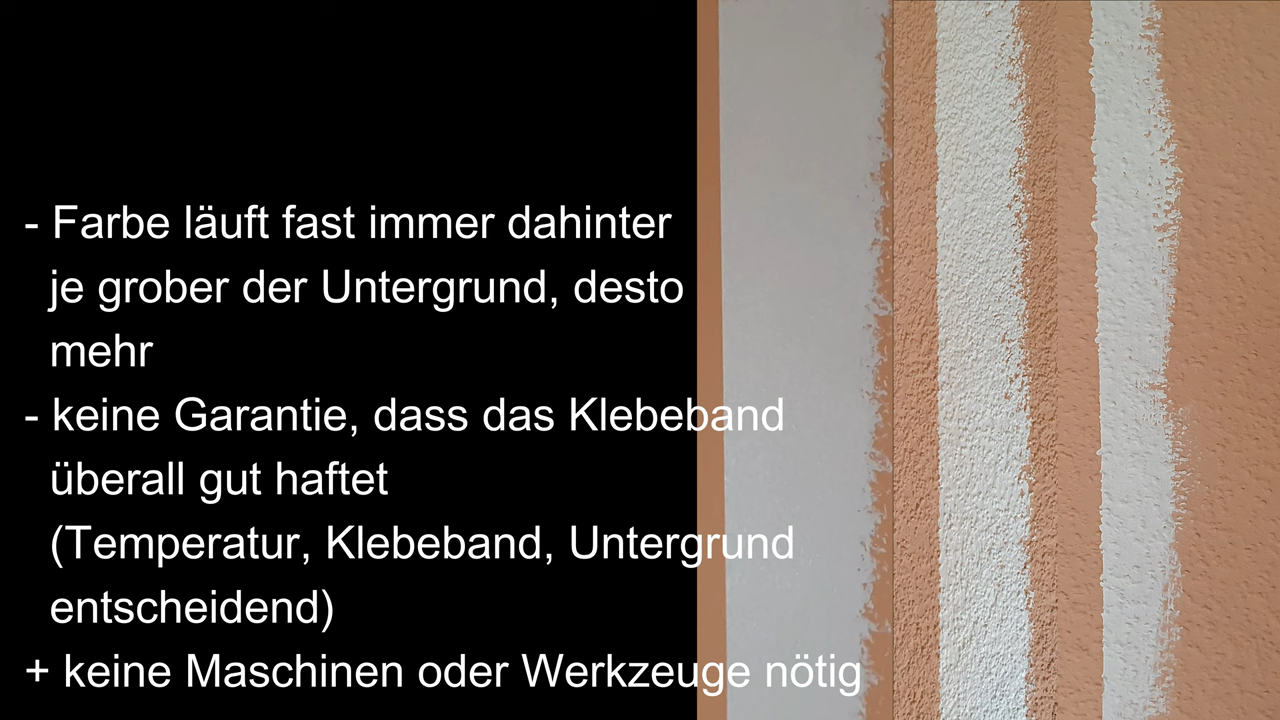 - Farbe läuft fast immer dahinter
je grober der Untergrund, desto
mehr
- keine Garantie, dass das Klebeband
überall gut haftet
(Temperatur, Klebeband, Untergrund
entscheidend)
+ keine Maschinen oder Werkzeuge nötig